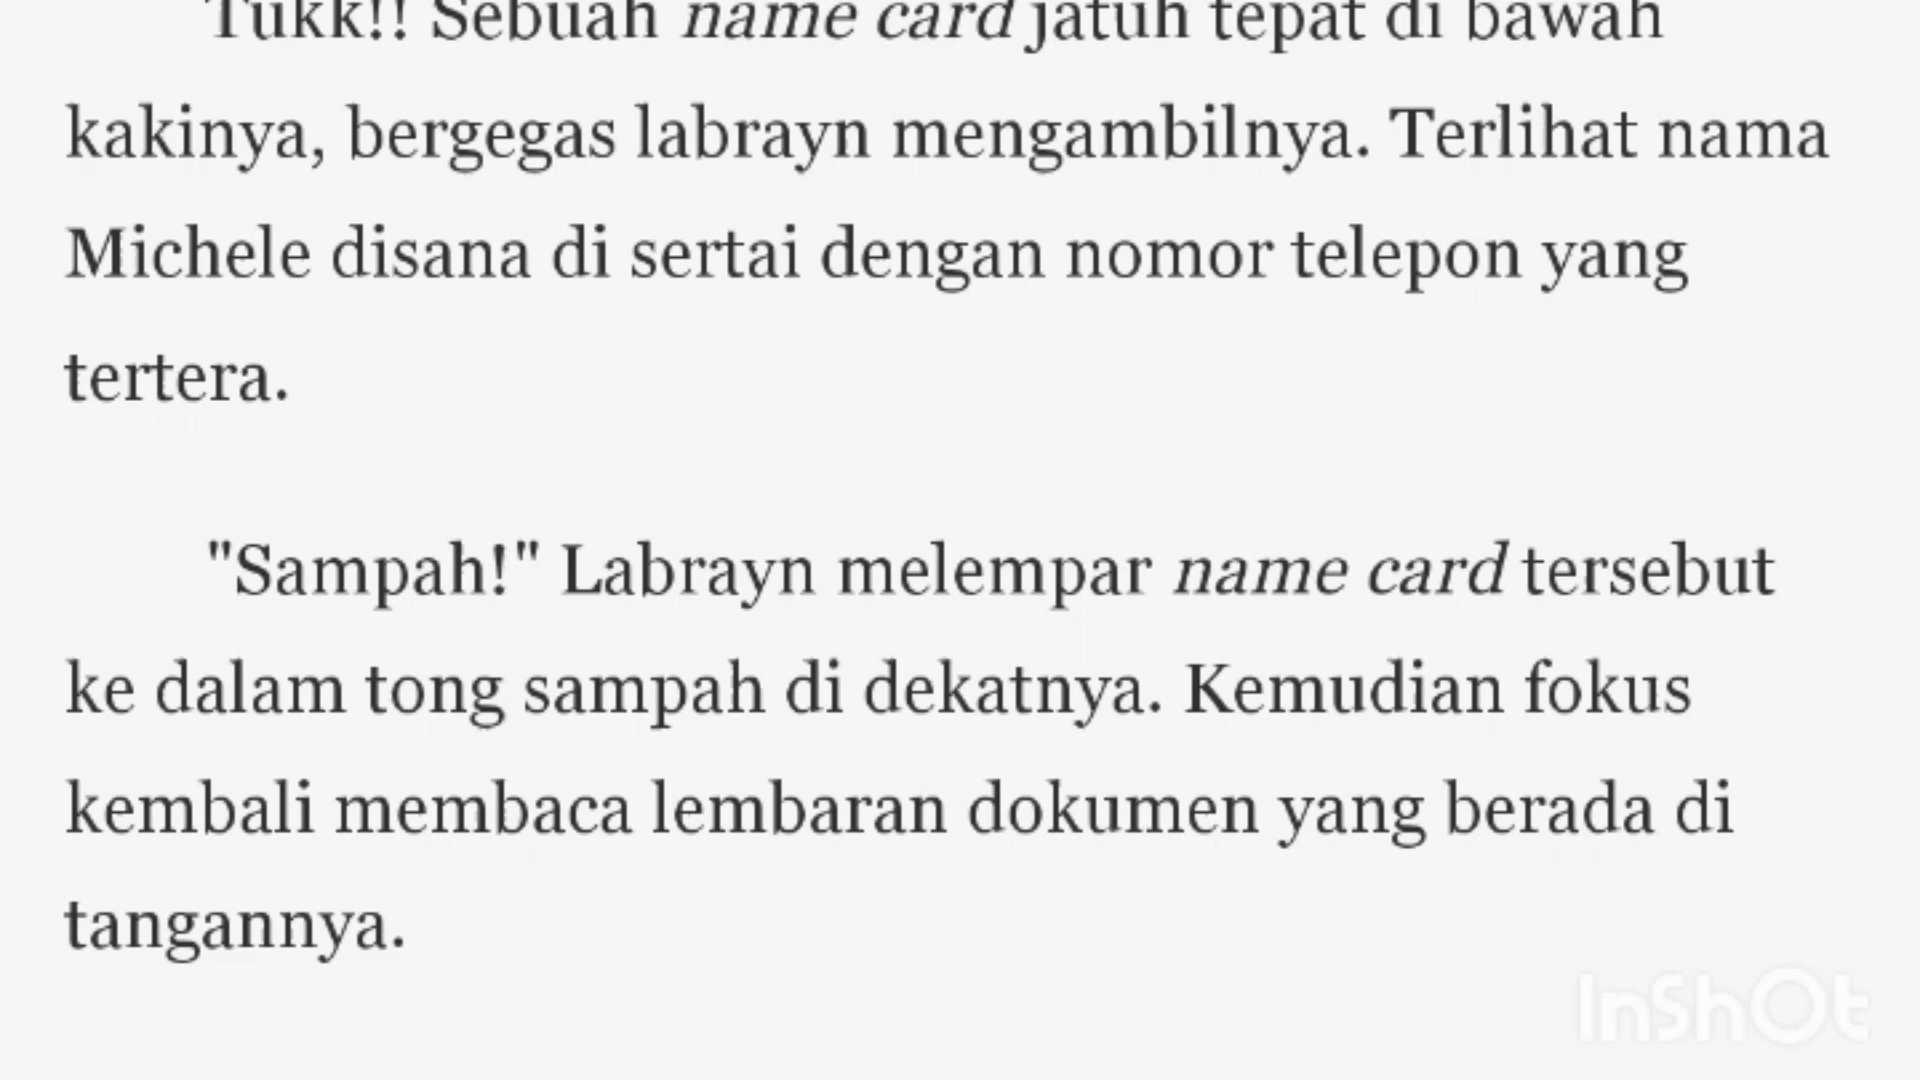 Tukk!! Sebuah name card jatuh tepat di bawah
kakinya, bergegas labrayn mengambilnya. Terlihat nama
Michele disana di sertai dengan nomor telepon yang
tertera.
"Sampah!" Labrayn melempar name card tersebut
ke dalam tong sampah di dekatnya. Kemudian fokus
kembali membaca lembaran dokumen yang berada di
tangannya.
InShOt